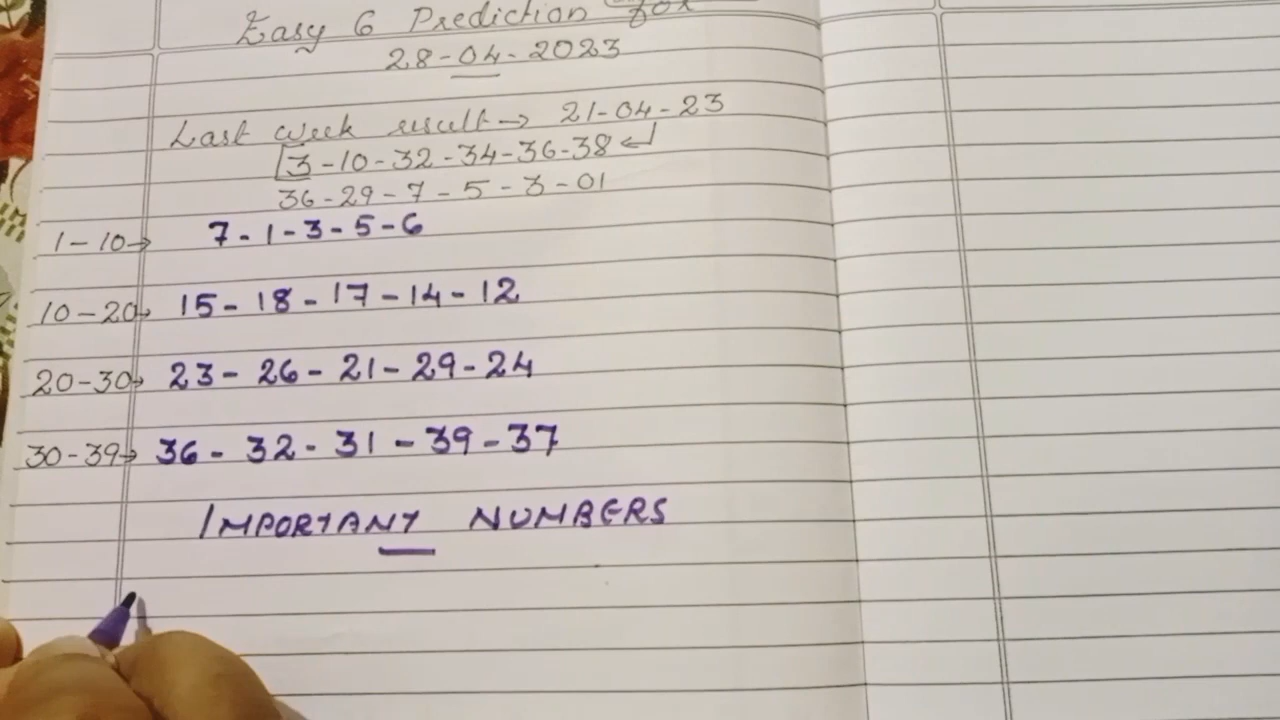 Easy 6 Prediction for
28-04-2023
Last week result → 21-04-23
3-10-32-34-36-38
36-29-7-5-3-01
1-10→ 7-1-3-5-6
10-20→ 15-18-17-14-12
20-30→ 23-26-21-29-24
30-39→ 36-32-31-39-37
IMPORTANT NUMBERS